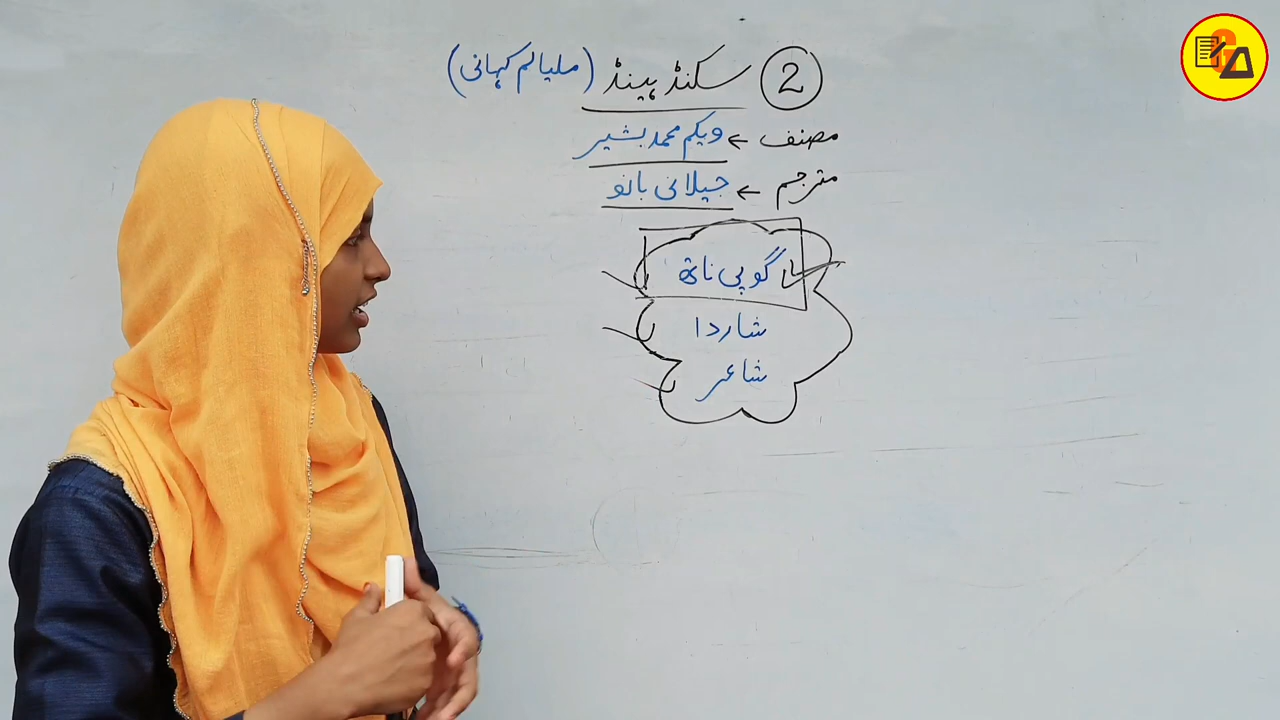 2 سکنڈ ہینڈ (ملیالم کہانی)
مصنف ← ویکم محمد بشیر
مترجم ← جیلانی بانو
گوپی ناتھ
شاردا
شاعر